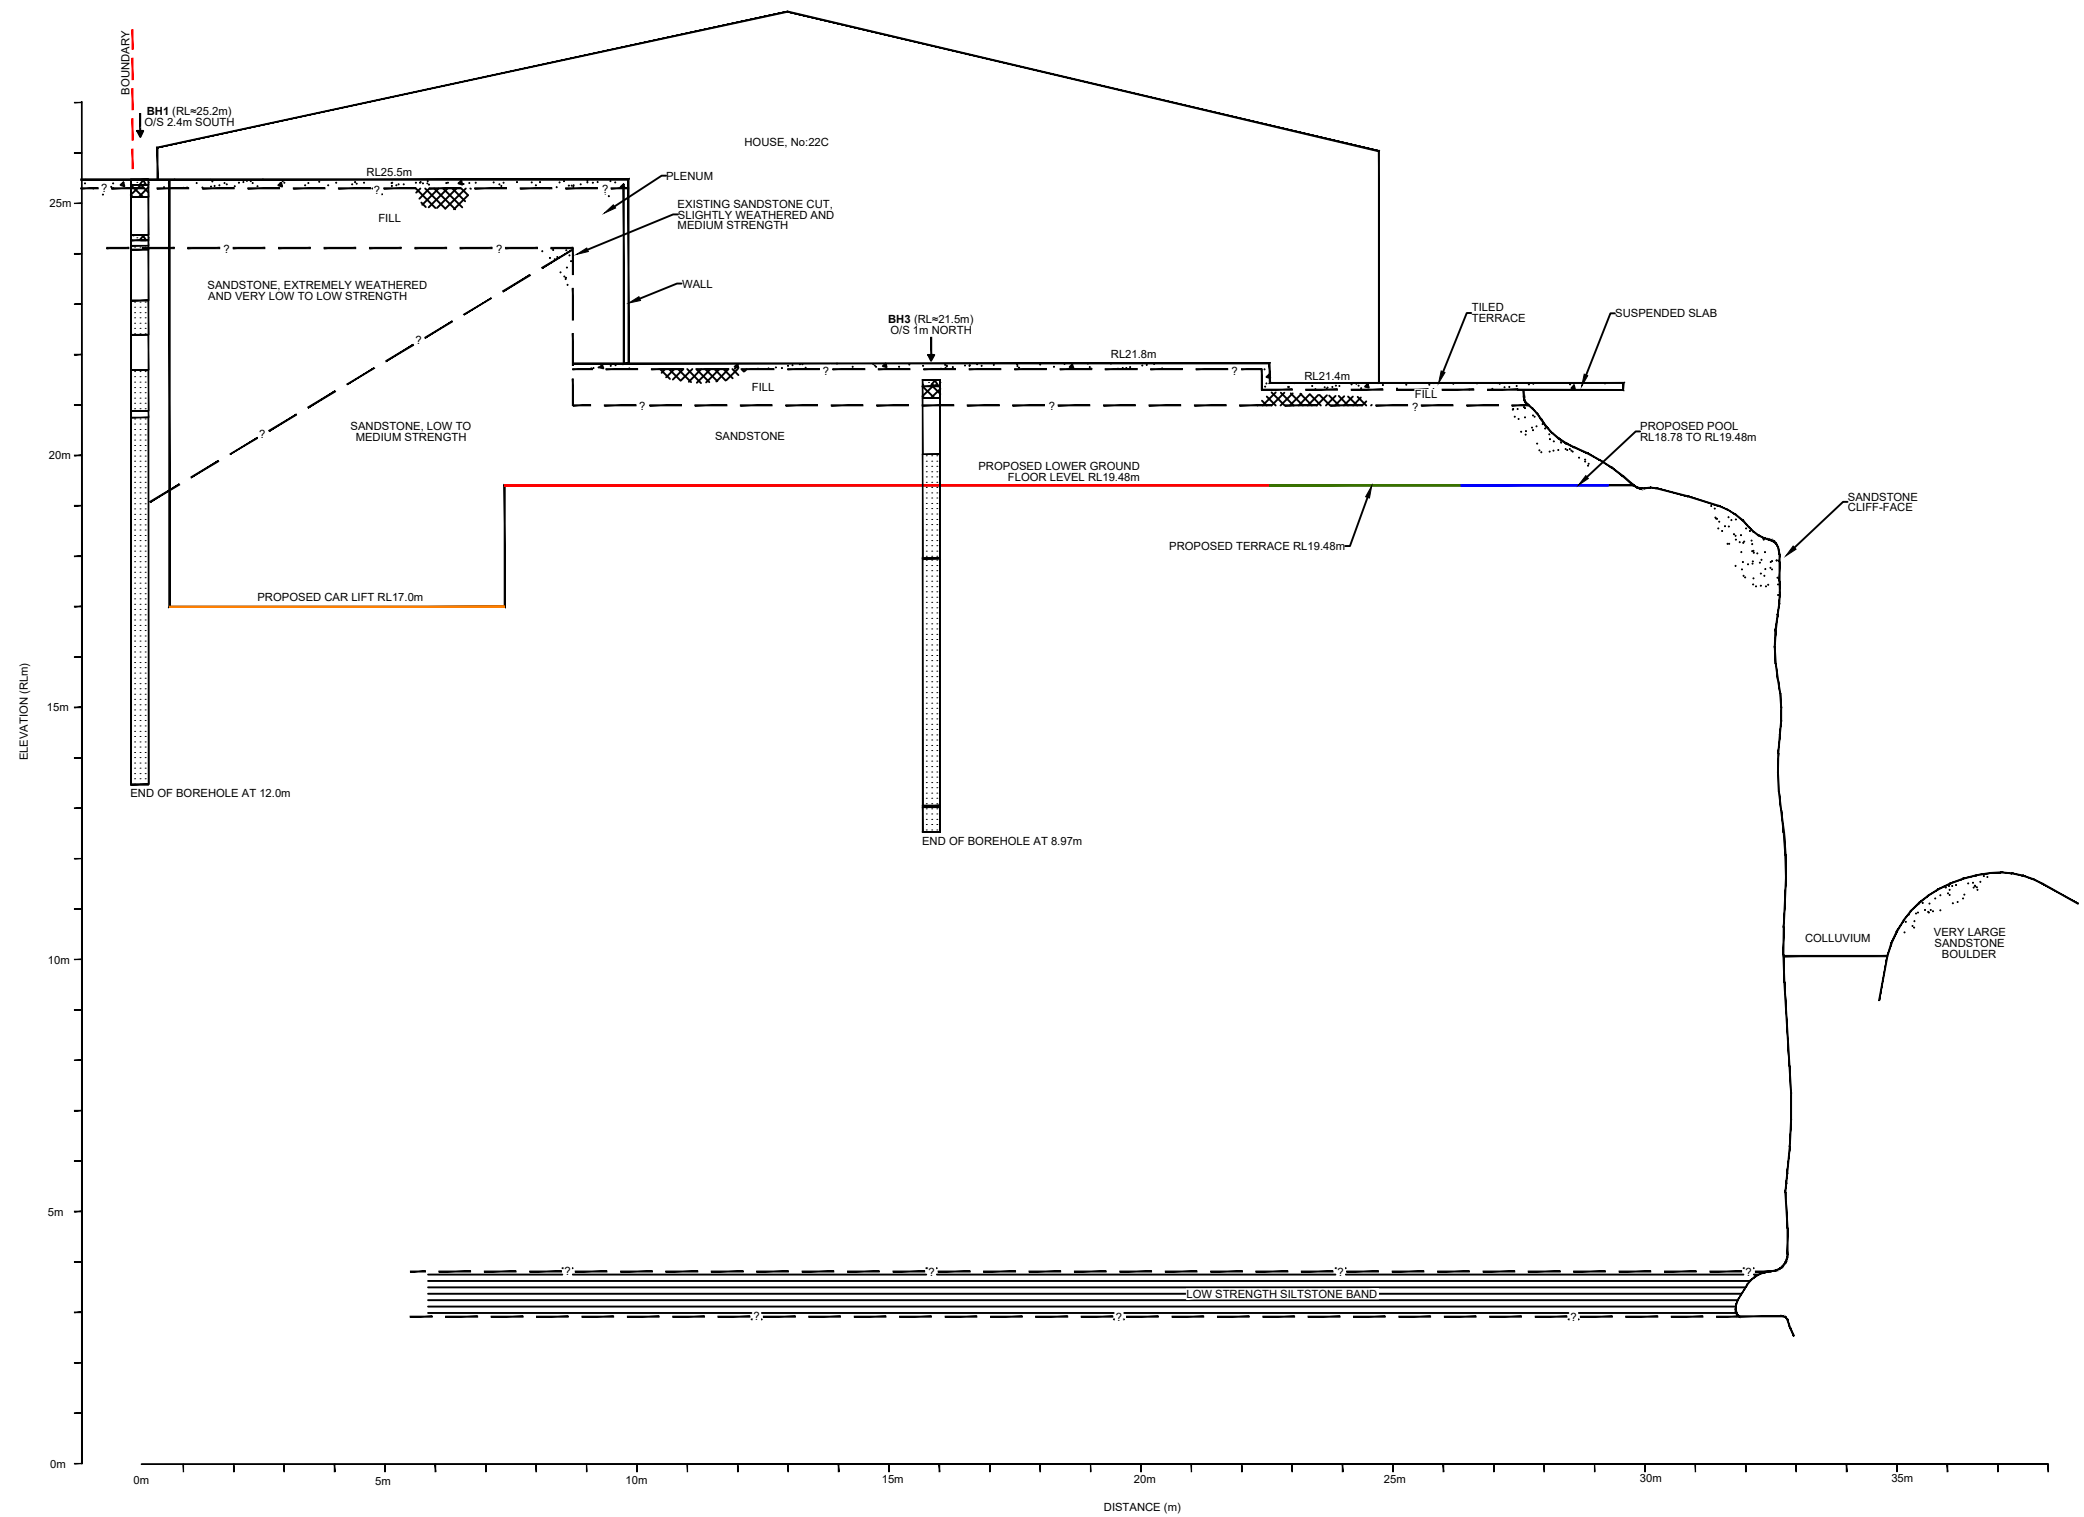 BOUNDARY
BH1 (RL≈25.2m)
O/S 2.4m SOUTH
HOUSE, No:22C
RL25.5m
PLENUM
?
?
?
25m
FILL
EXISTING SANDSTONE CUT,
SLIGHTLY WEATHERED AND
MEDIUM STRENGTH
?
?
SANDSTONE, EXTREMELY WEATHERED
AND VERY LOW TO LOW STRENGTH
WALL
BH3 (RL≈21.5m)
O/S 1m NORTH
TILED
TERRACE
SUSPENDED SLAB
?
RL21.8m
?
?
RL21.4m
FILL
FILL
?
?
?
SANDSTONE, LOW TO
MEDIUM STRENGTH
?
SANDSTONE
PROPOSED POOL
RL18.78 TO RL19.48m
20m
PROPOSED LOWER GROUND
FLOOR LEVEL RL19.48m
SANDSTONE
CLIFF-FACE
PROPOSED TERRACE RL19.48m
PROPOSED CAR LIFT RL17.0m
ELEVATION (RLm)
15m
END OF BOREHOLE AT 12.0m
END OF BOREHOLE AT 8.97m
10m
COLLUVIUM
VERY LARGE
SANDSTONE
BOULDER
5m
?
?
?
?
LOW STRENGTH SILTSTONE BAND
?
?
?
0m
0m
5m
10m
15m
20m
25m
30m
35m
DISTANCE (m)